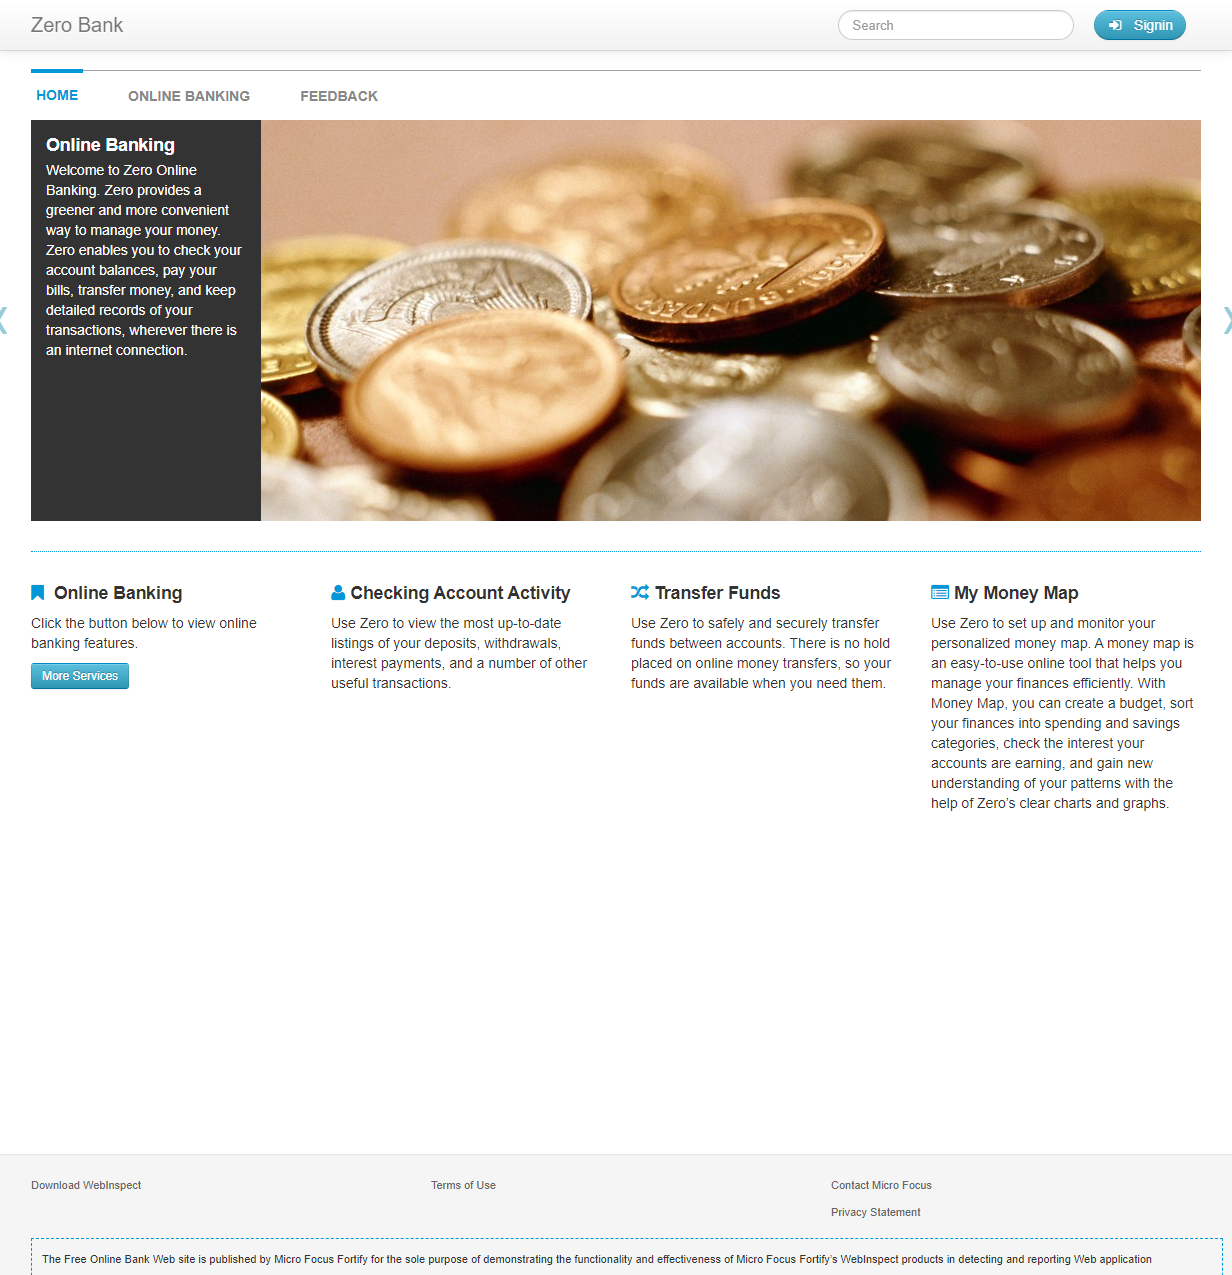 Zero Bank
Search
Signin
HOME
ONLINE BANKING
FEEDBACK
Online Banking
Welcome to Zero Online
Banking. Zero provides a
greener and more convenient
way to manage your money.
Zero enables you to check your
account balances, pay your
bills, transfer money, and keep
detailed records of your
transactions, wherever there is
an internet connection.
Online Banking
Click the button below to view online
banking features.
More Services
Checking Account Activity
Use Zero to view the most up-to-date
listings of your deposits, withdrawals,
interest payments, and a number of other
useful transactions.
Transfer Funds
Use Zero to safely and securely transfer
funds between accounts. There is no hold
placed on online money transfers, so your
funds are available when you need them.
My Money Map
Use Zero to set up and monitor your
personalized money map. A money map is
an easy-to-use online tool that helps you
manage your finances efficiently. With
Money Map, you can create a budget, sort
your finances into spending and savings
categories, check the interest your
accounts are earning, and gain new
understanding of your patterns with the
help of Zero’s clear charts and graphs.
Download WebInspect
Terms of Use
Contact Micro Focus
Privacy Statement
The Free Online Bank Web site is published by Micro Focus Fortify for the sole purpose of demonstrating the functionality and effectiveness of Micro Focus Fortify’s WebInspect products in detecting and reporting Web application